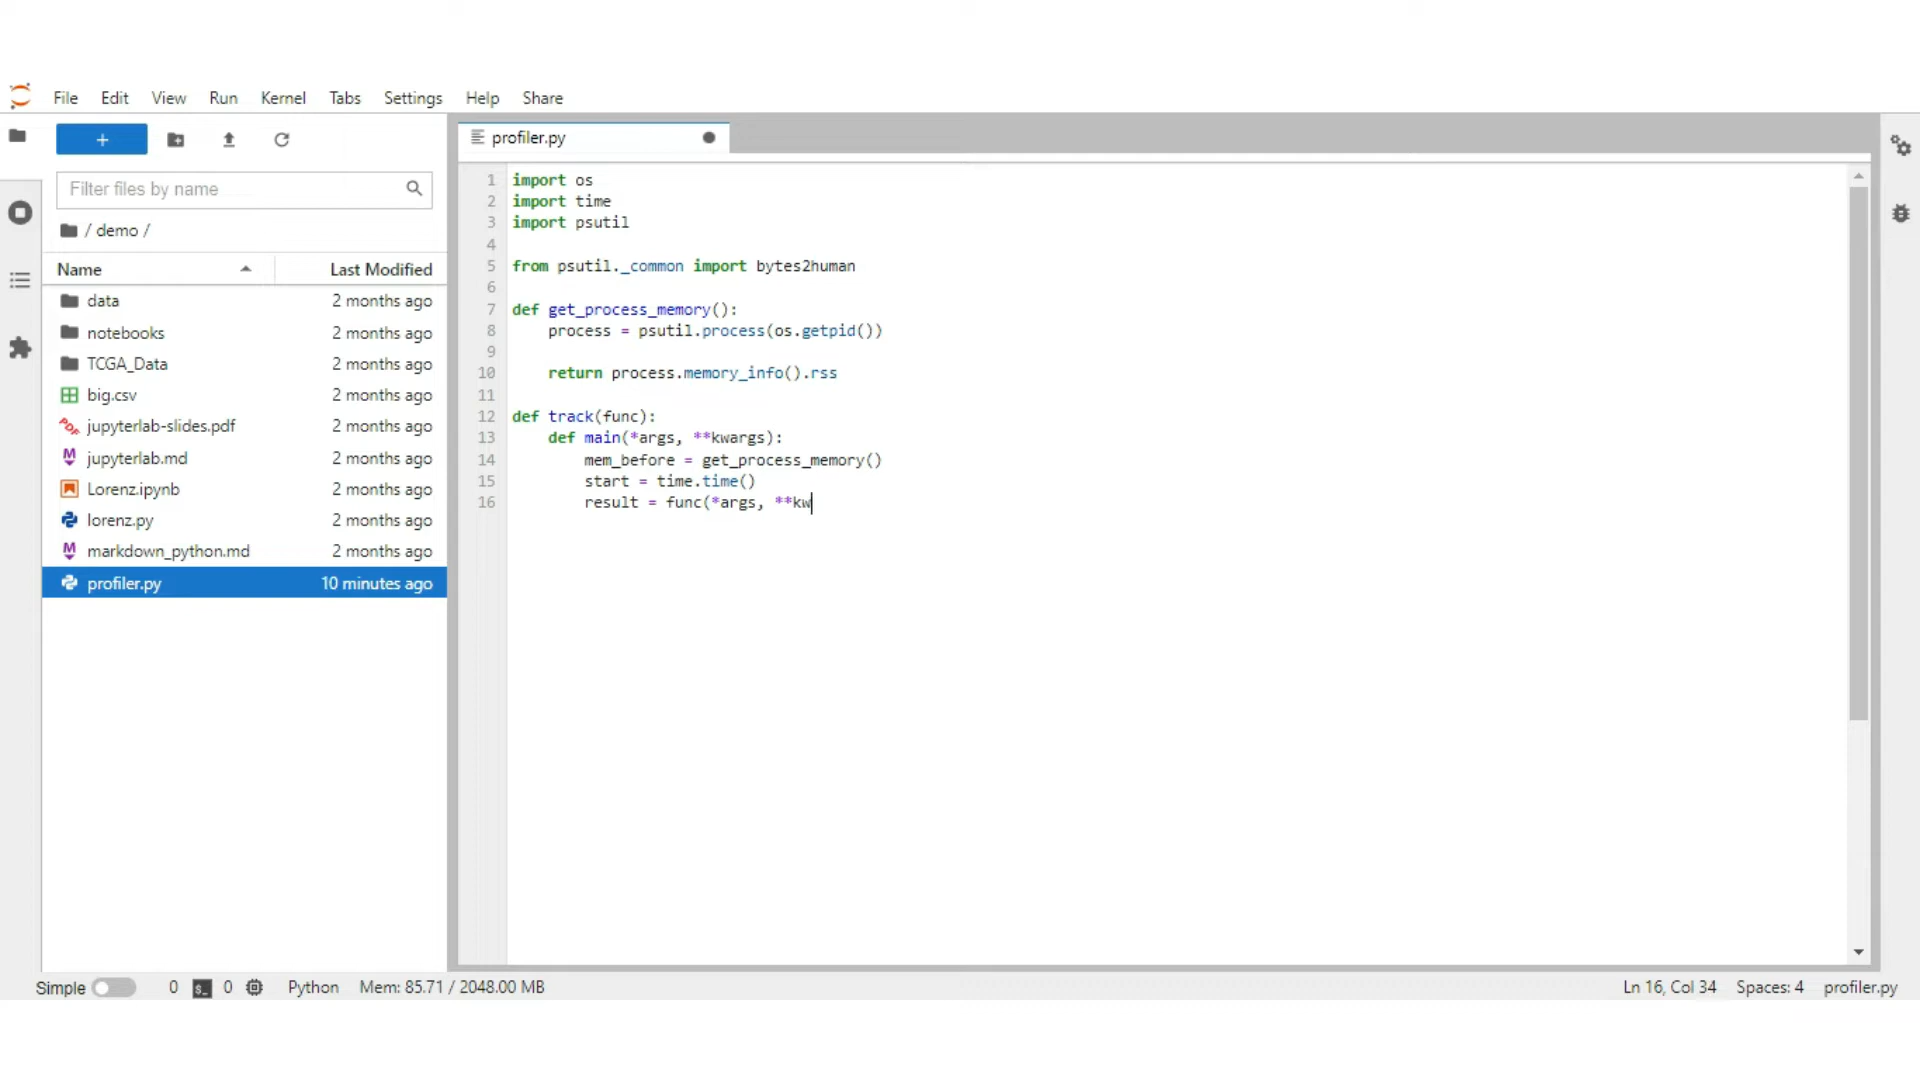 File Edit View Run Kernel Tabs Settings Help Share
+
profiler.py
Filter files by name
/ demo /
Name Last Modified
data 2 months ago
notebooks 2 months ago
TCGA_Data 2 months ago
big.csv 2 months ago
jupyterlab-slides.pdf 2 months ago
jupyterlab.md 2 months ago
Lorenz.ipynb 2 months ago
lorenz.py 2 months ago
markdown_python.md 2 months ago
profiler.py 10 minutes ago
1 import os
2 import time
3 import psutil
4
5 from psutil._common import bytes2human
6
7 def get_process_memory():
8     process = psutil.process(os.getpid())
9
10     return process.memory_info().rss
11
12 def track(func):
13     def main(*args, **kwargs):
14         mem_before = get_process_memory()
15         start = time.time()
16         result = func(*args, **kw
Simple 0 $_ 0 Python Mem: 85.71 / 2048.00 MB Ln 16, Col 34 Spaces: 4 profiler.py